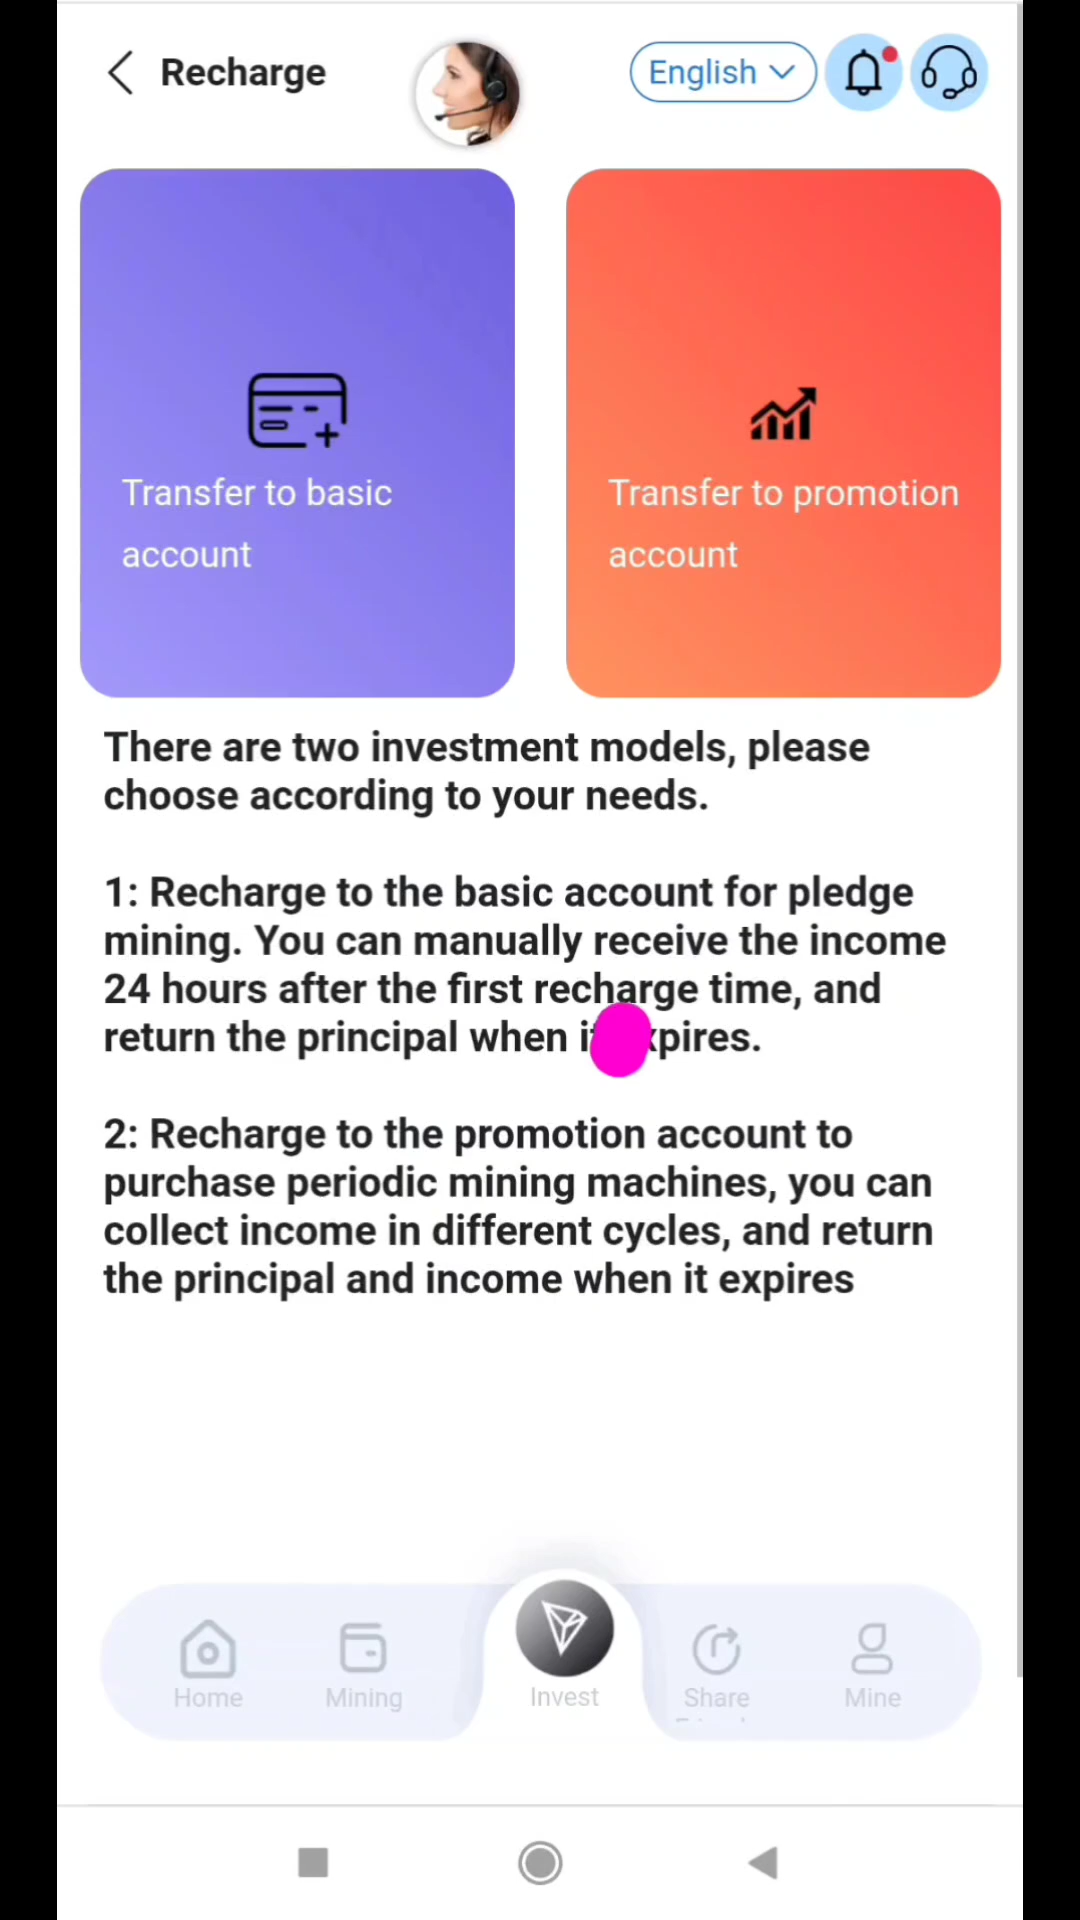 Recharge
English
Transfer to basic
account
Transfer to promotion
account
There are two investment models, please
choose according to your needs.
1: Recharge to the basic account for pledge
mining. You can manually receive the income
24 hours after the first recharge time, and
return the principal when
2: Recharge to the promotion account to
purchase periodic mining machines, you can
collect income in different cycles, and return
the principal and income when it expires
Home
Mining
Invest
Share
Mine